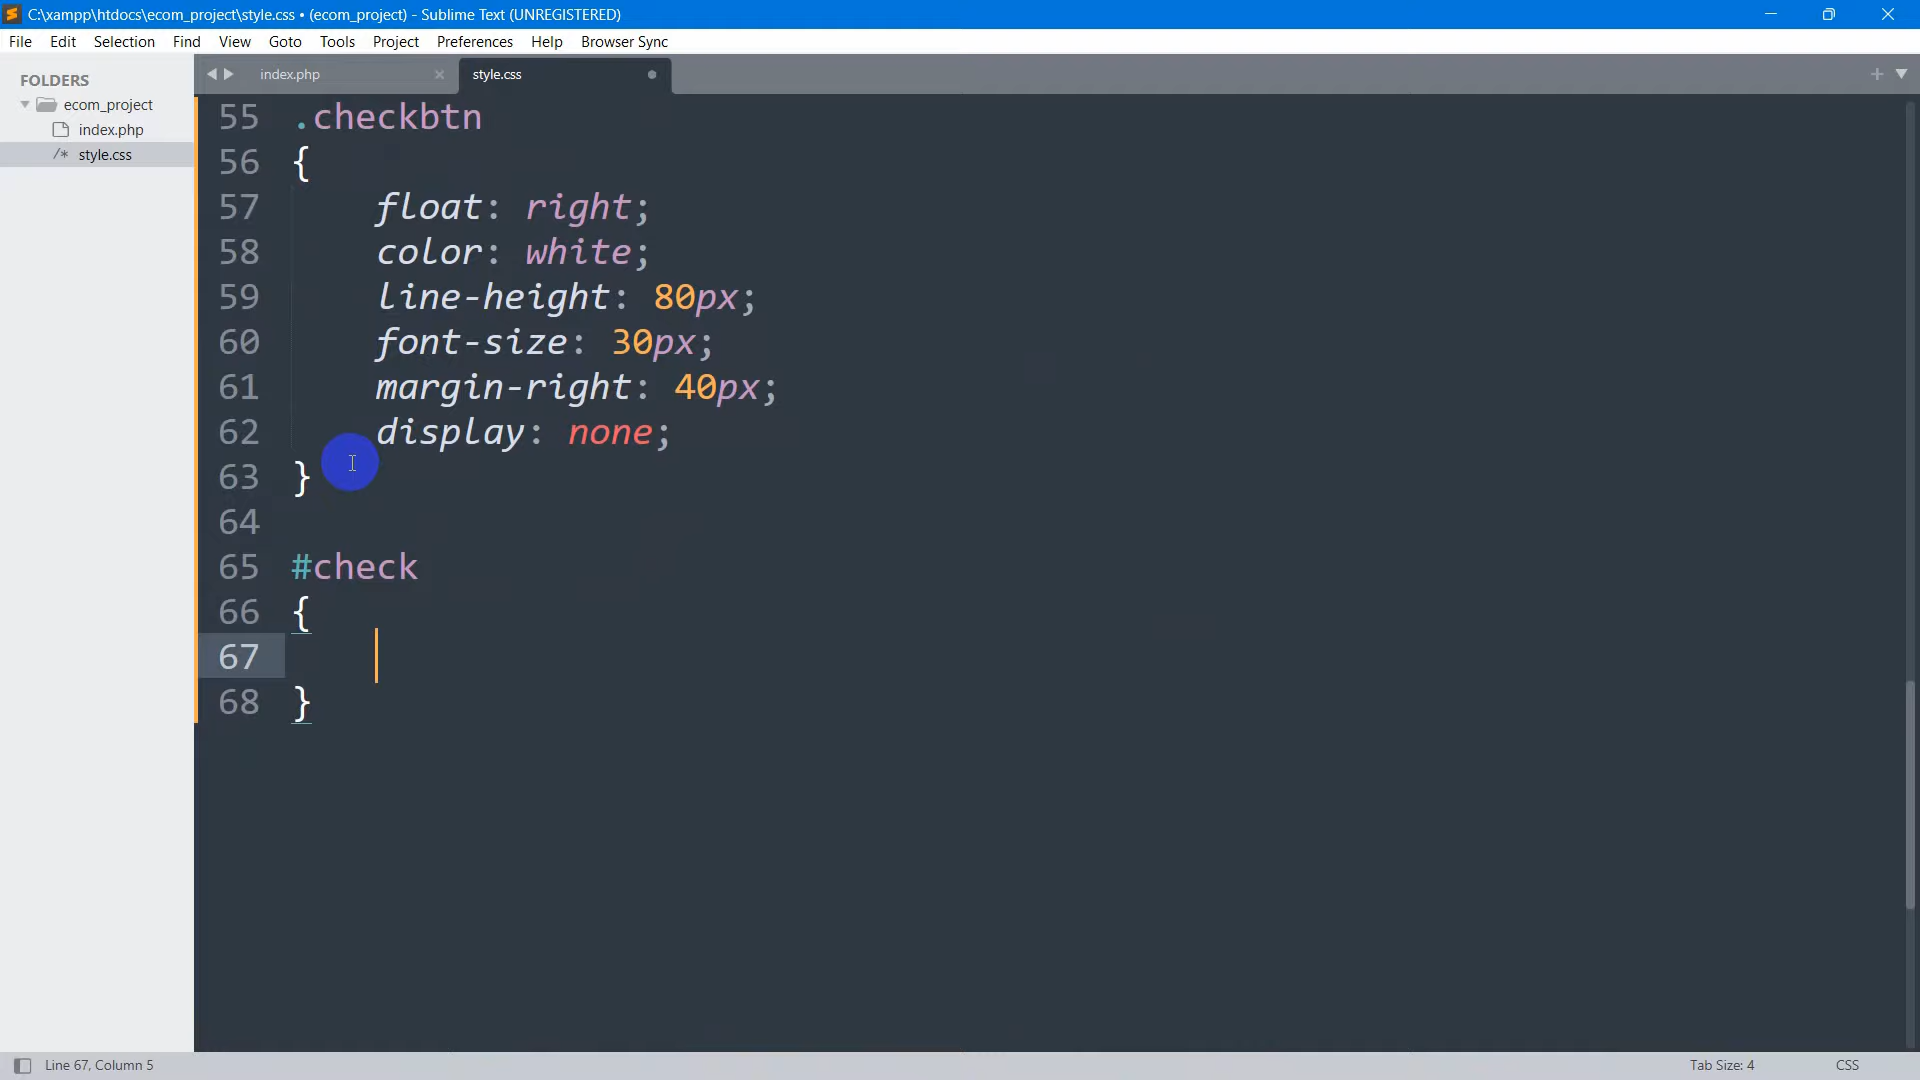 C:\xampp\htdocs\ecom_project\style.css • (ecom_project) - Sublime Text (UNREGISTERED)
File Edit Selection Find View Goto Tools Project Preferences Help Browser Sync
FOLDERS
ecom_project
index.php
/* style.css
index.php
style.css
55 .checkbtn
56 {
57 float: right;
58 color: white;
59 line-height: 80px;
60 font-size: 30px;
61 margin-right: 40px;
62 display: none;
63 }
64
65 #check
66 {
67
68 }
Line 67, Column 5
Tab Size: 4
CSS